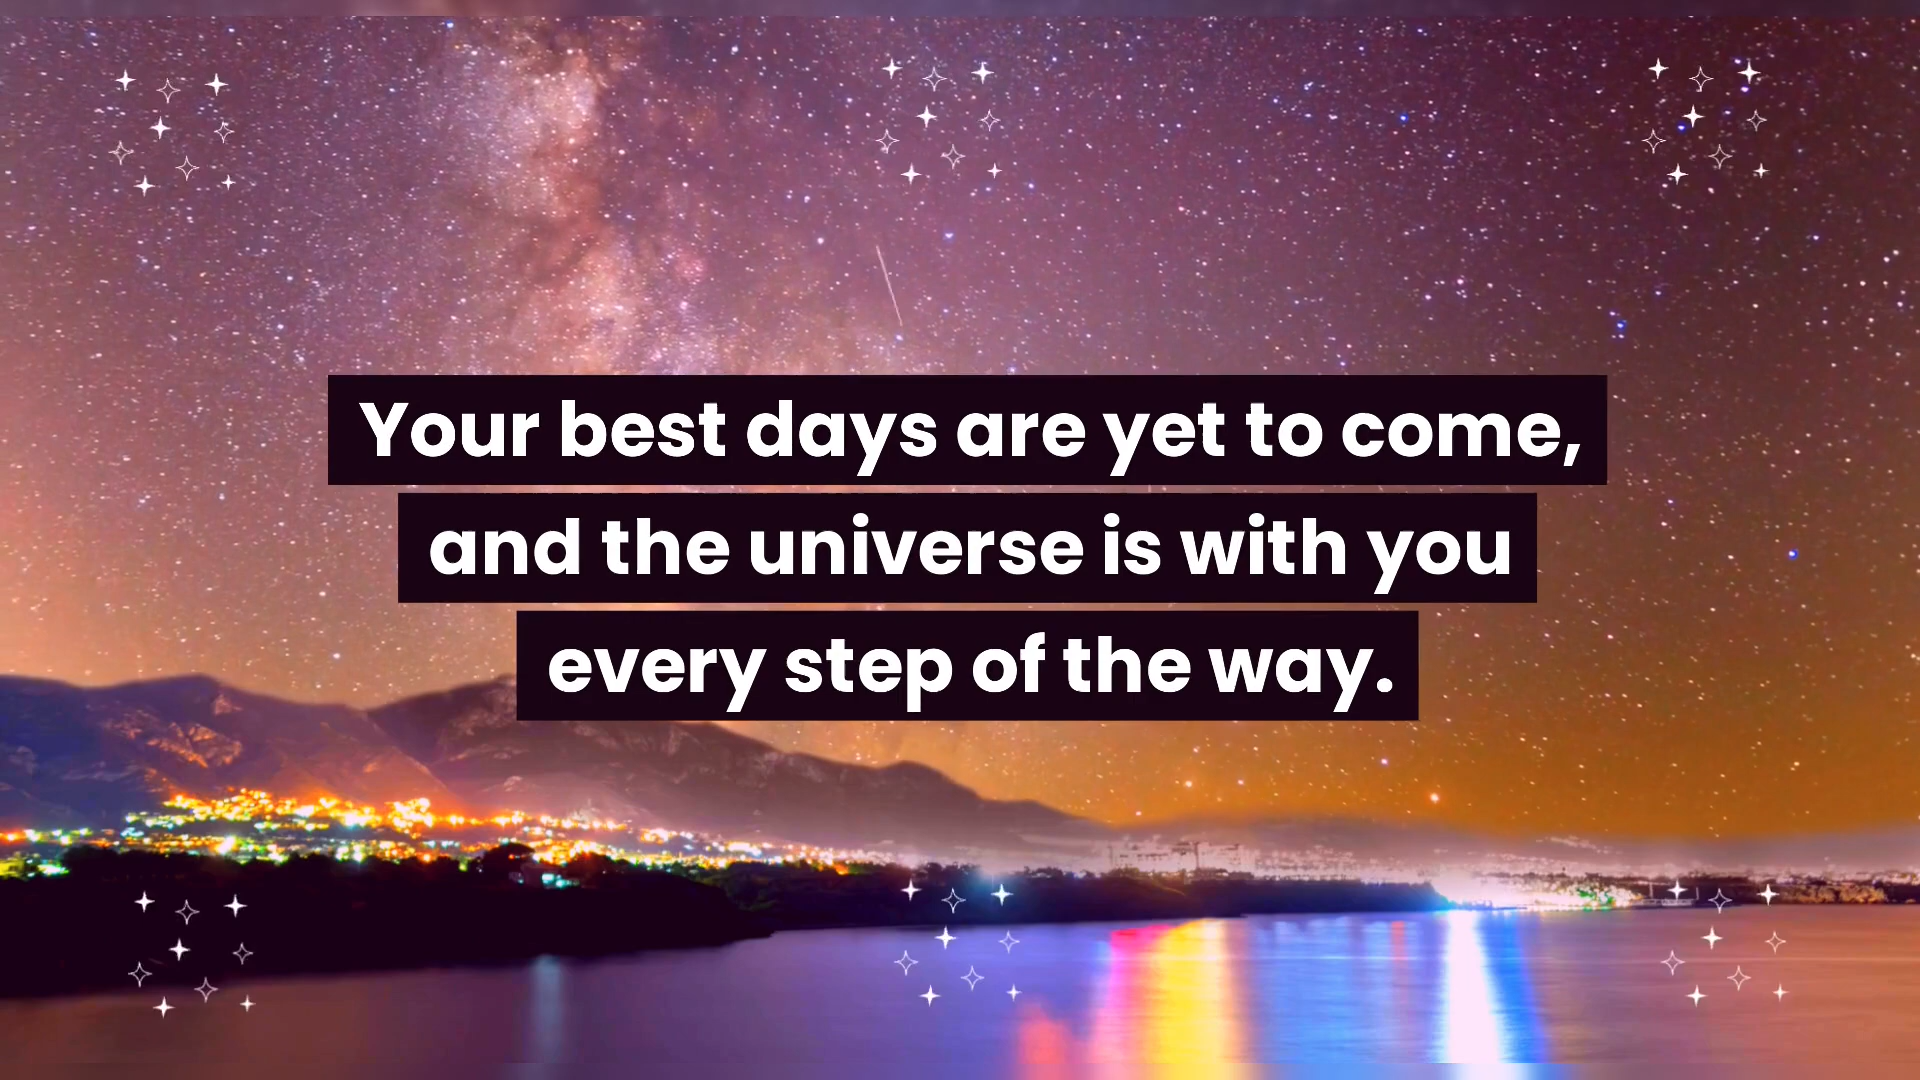 Your best days are yet to come,
and the universe is with you
every step of the way.